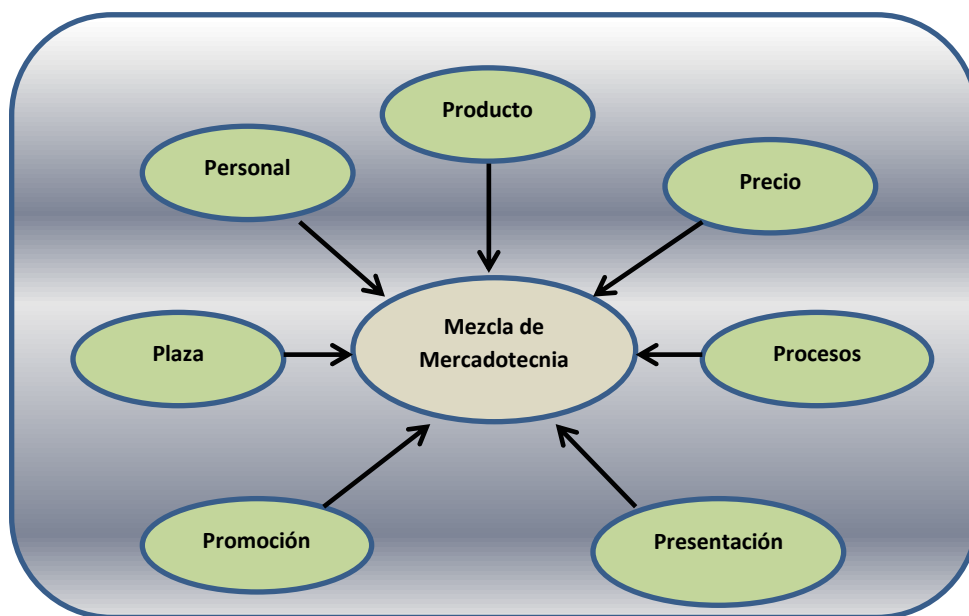 Producto
Personal
Precio
Mezcla de
Mercadotecnia
Plaza
Procesos
Promoción
Presentación